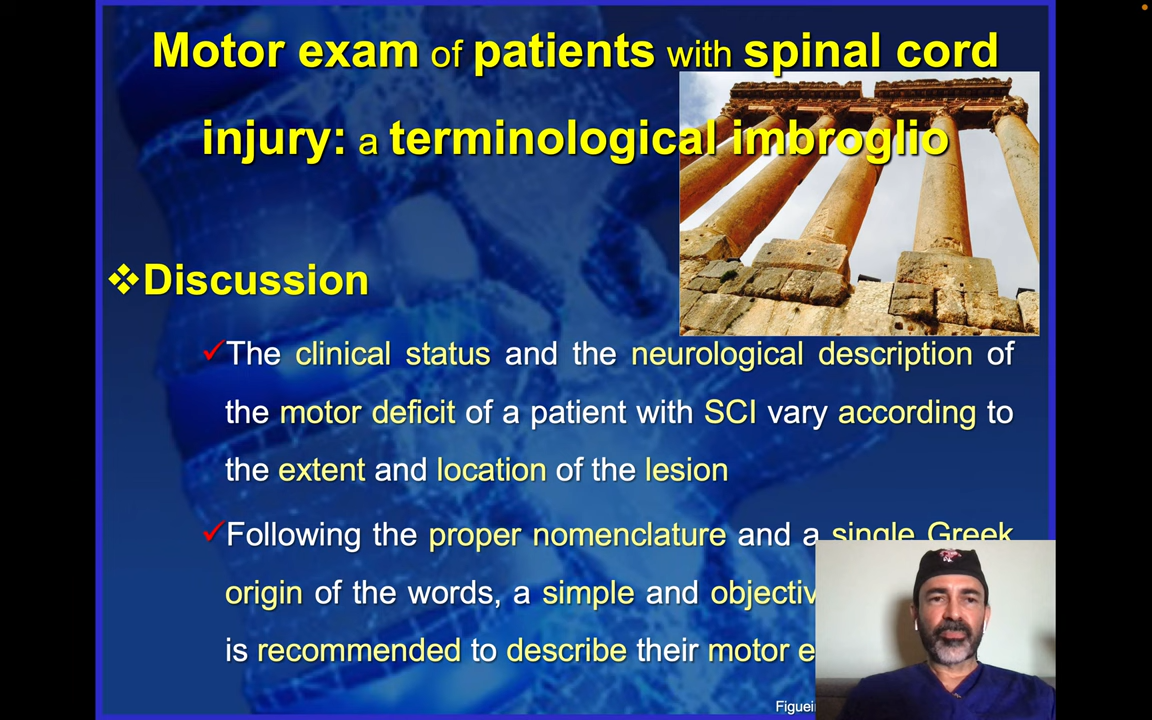 Motor exam of patients with spinal cord
injury: a terminological imbroglio
Discussion
The clinical status and the neurological description of
the motor deficit of a patient with SCI vary according to
the extent and location of the lesion
Following the proper nomenclature and a single Greek
origin of the words, a simple and
is recommended to describe their motor